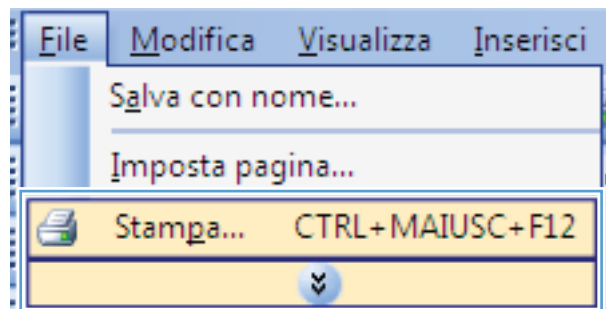 File Modifica Visualizza Inserisci
Salva con nome...
Imposta pagina...
Stampa... CTRL+MAIUSC+F12